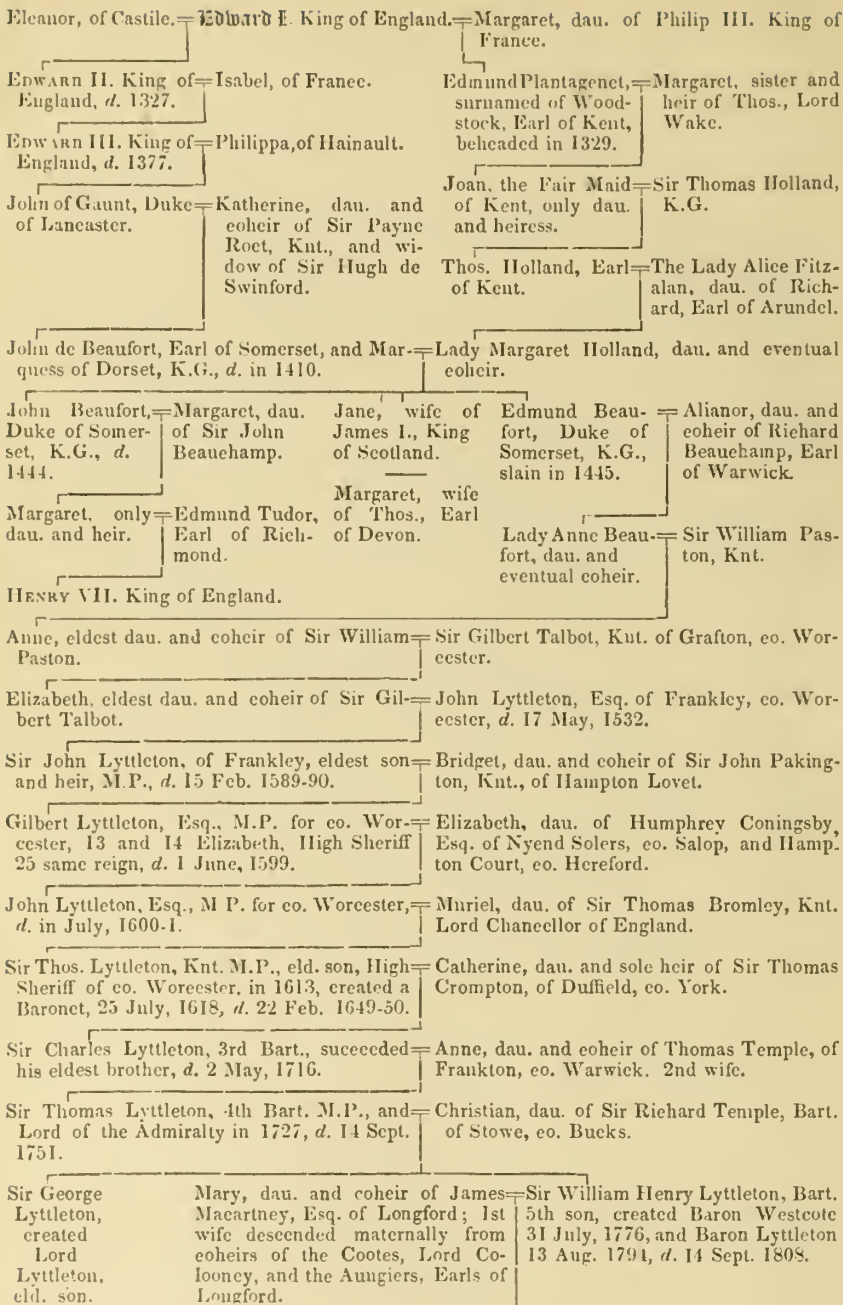 Eleanor, of Castile. Edward I. King of England. Margaret, dau. of Philip III. King of
France.
Edward II. King of
England, d. 1327.
Isabel, of France.
Edmund Plantagenet,
surnamed of Wood-
stock, Earl of Kent,
beheaded in 1329.
Margaret, sister and
heir of Thos., Lord
Wake.
Edward III. King of
England, d. 1377.
Philippa, of Hainault.
Joan, the Fair Maid
of Kent, only dau.
and heiress.
Sir Thomas Holland,
K.G.
John of Gaunt, Duke
of Lancaster.
Katherine, dau. and
coheir of Sir Payne
Roet, Knt., and wi-
dow of Sir Hugh de
Swinford.
Thos. Holland, Earl
of Kent.
The Lady Alice Fitz-
alan, dau. of Rich-
ard, Earl of Arundel.
John de Beaufort, Earl of Somerset, and Mar-
quess of Dorset, K.G., d. in 1410.
Lady Margaret Holland, dau. and eventual
coheir.
John Beaufort,
Duke of Somer-
set, K.G., d.
1444.
Margaret, dau.
of Sir John
Beauchamp.
Jane, wife of
James I., King
of Scotland.
Margaret, wife
of Thos., Earl
of Devon.
Edmund Beau-
fort, Duke of
Somerset, K.G.,
slain in 1445.
Alianor, dau. and
coheir of Richard
Beauchamp, Earl
of Warwick.
Margaret, only
dau. and heir.
Edmund Tudor,
Earl of Rich-
mond.
Lady Anne Beau-
fort, dau. and
eventual coheir.
Sir William Pas-
ton, Knt.
Henry VII. King of England.
Anne, eldest dau. and coheir of Sir William
Paston.
Sir Gilbert Talbot, Knt. of Grafton, co. Wor-
cester.
Elizabeth, eldest dau. and coheir of Sir Gil-
bert Talbot.
John Lyttleton, Esq. of Frankley, co. Wor-
cester, d. 17 May, 1532.
Sir John Lyttleton, of Frankley, eldest son
and heir, M.P., d. 15 Feb. 1589-90.
Bridget, dau. and coheir of Sir John Paking-
ton, Knt., of Hampton Lovet.
Gilbert Lyttleton, Esq., M.P. for co. Wor-
cester, 13 and 14 Elizabeth, High Sheriff
25 same reign, d. 1 June, 1599.
Elizabeth, dau. of Humphrey Coningsby,
Esq. of Nyend Solers, co. Salop, and Hamp-
ton Court, co. Hereford.
John Lyttleton, Esq., M P. for co. Worcester,
d. in July, 1600-1.
Muriel, dau. of Sir Thomas Bromley, Knt.
Lord Chancellor of England.
Sir Thos. Lyttleton, Knt. M.P., eld. son, High
Sheriff of co. Worcester. in 1613, created a
Baronet, 25 July, 1618, d. 22 Feb. 1649-50.
Catherine, dau. and sole heir of Sir Thomas
Crompton, of Duffield, co. York.
Sir Charles Lyttleton, 3rd Bart., succeeded
his eldest brother, d. 2 May, 1716.
Anne, dau. and coheir of Thomas Temple, of
Frankton, co. Warwick. 2nd wife.
Sir Thomas Lyttleton, 4th Bart. M.P., and
Lord of the Admiralty in 1727, d. 14 Sept.
1751.
Christian, dau. of Sir Richard Temple, Bart.
of Stowe, co. Bucks.
Sir George
Lyttleton,
created
Lord
Lyttleton,
eld. son.
Mary, dau. and coheir of James
Macartney, Esq. of Longford; 1st
wife descended maternally from
coheirs of the Cootes, Lord Co-
looney, and the Aungiers, Earls of
Longford.
Sir William Henry Lyttleton, Bart.
5th son, created Baron Westcote
31 July, 1776, and Baron Lyttleton
13 Aug. 1794, d. 14 Sept. 1808.